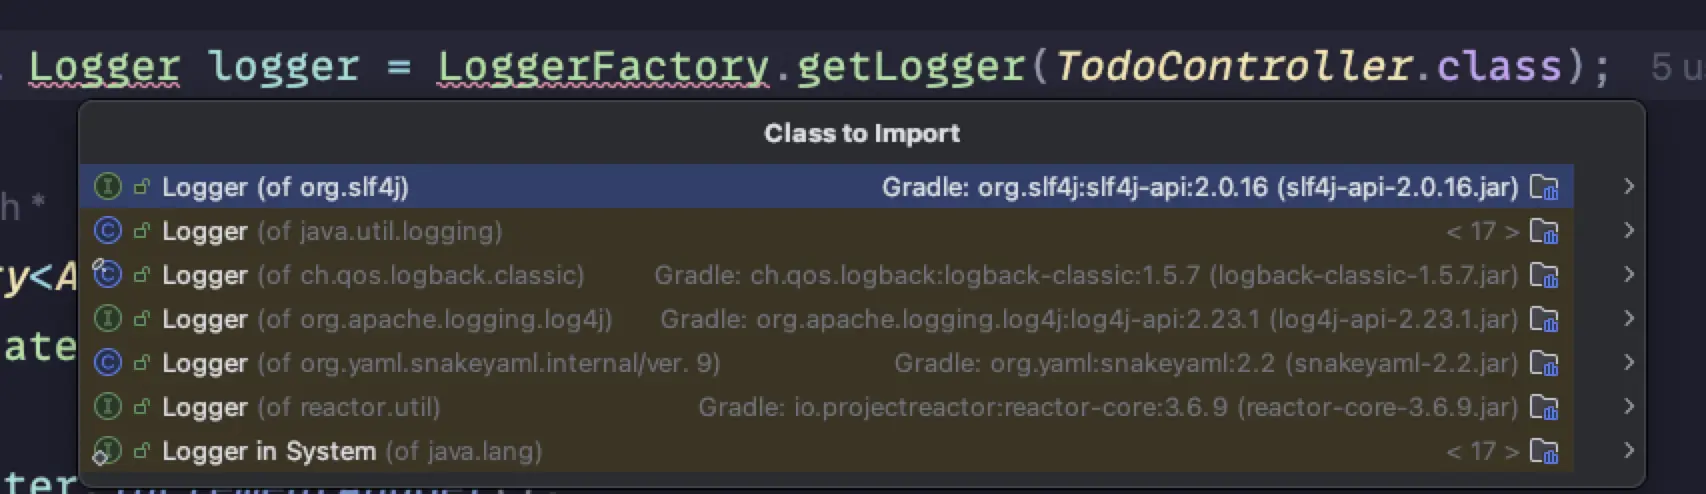 Logger logger = LoggerFactory.getLogger(TodoController.class); 5 u
Class to Import
Logger (of org.slf4j) Gradle: org.slf4j:slf4j-api:2.0.16 (slf4j-api-2.0.16.jar)
h *
Logger (of java.util.logging) < 17 >
Logger (of ch.qos.logback.classic) Gradle: ch.qos.logback:logback-classic:1.5.7 (logback-classic-1.5.7.jar)
ry<A
Logger (of org.apache.logging.log4j) Gradle: org.apache.logging.log4j:log4j-api:2.23.1 (log4j-api-2.23.1.jar)
ate
Logger (of org.yaml.snakeyaml.internal/ver. 9) Gradle: org.yaml:snakeyaml:2.2 (snakeyaml-2.2.jar)
Logger (of reactor.util) Gradle: io.projectreactor:reactor-core:3.6.9 (reactor-core-3.6.9.jar)
Logger in System (of java.lang) < 17 >
ter